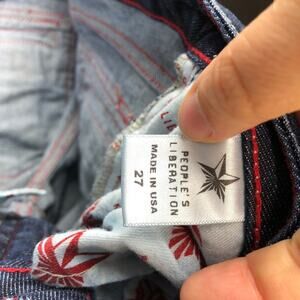 PEOPLE'S
LIBERATION
MADE IN USA
27